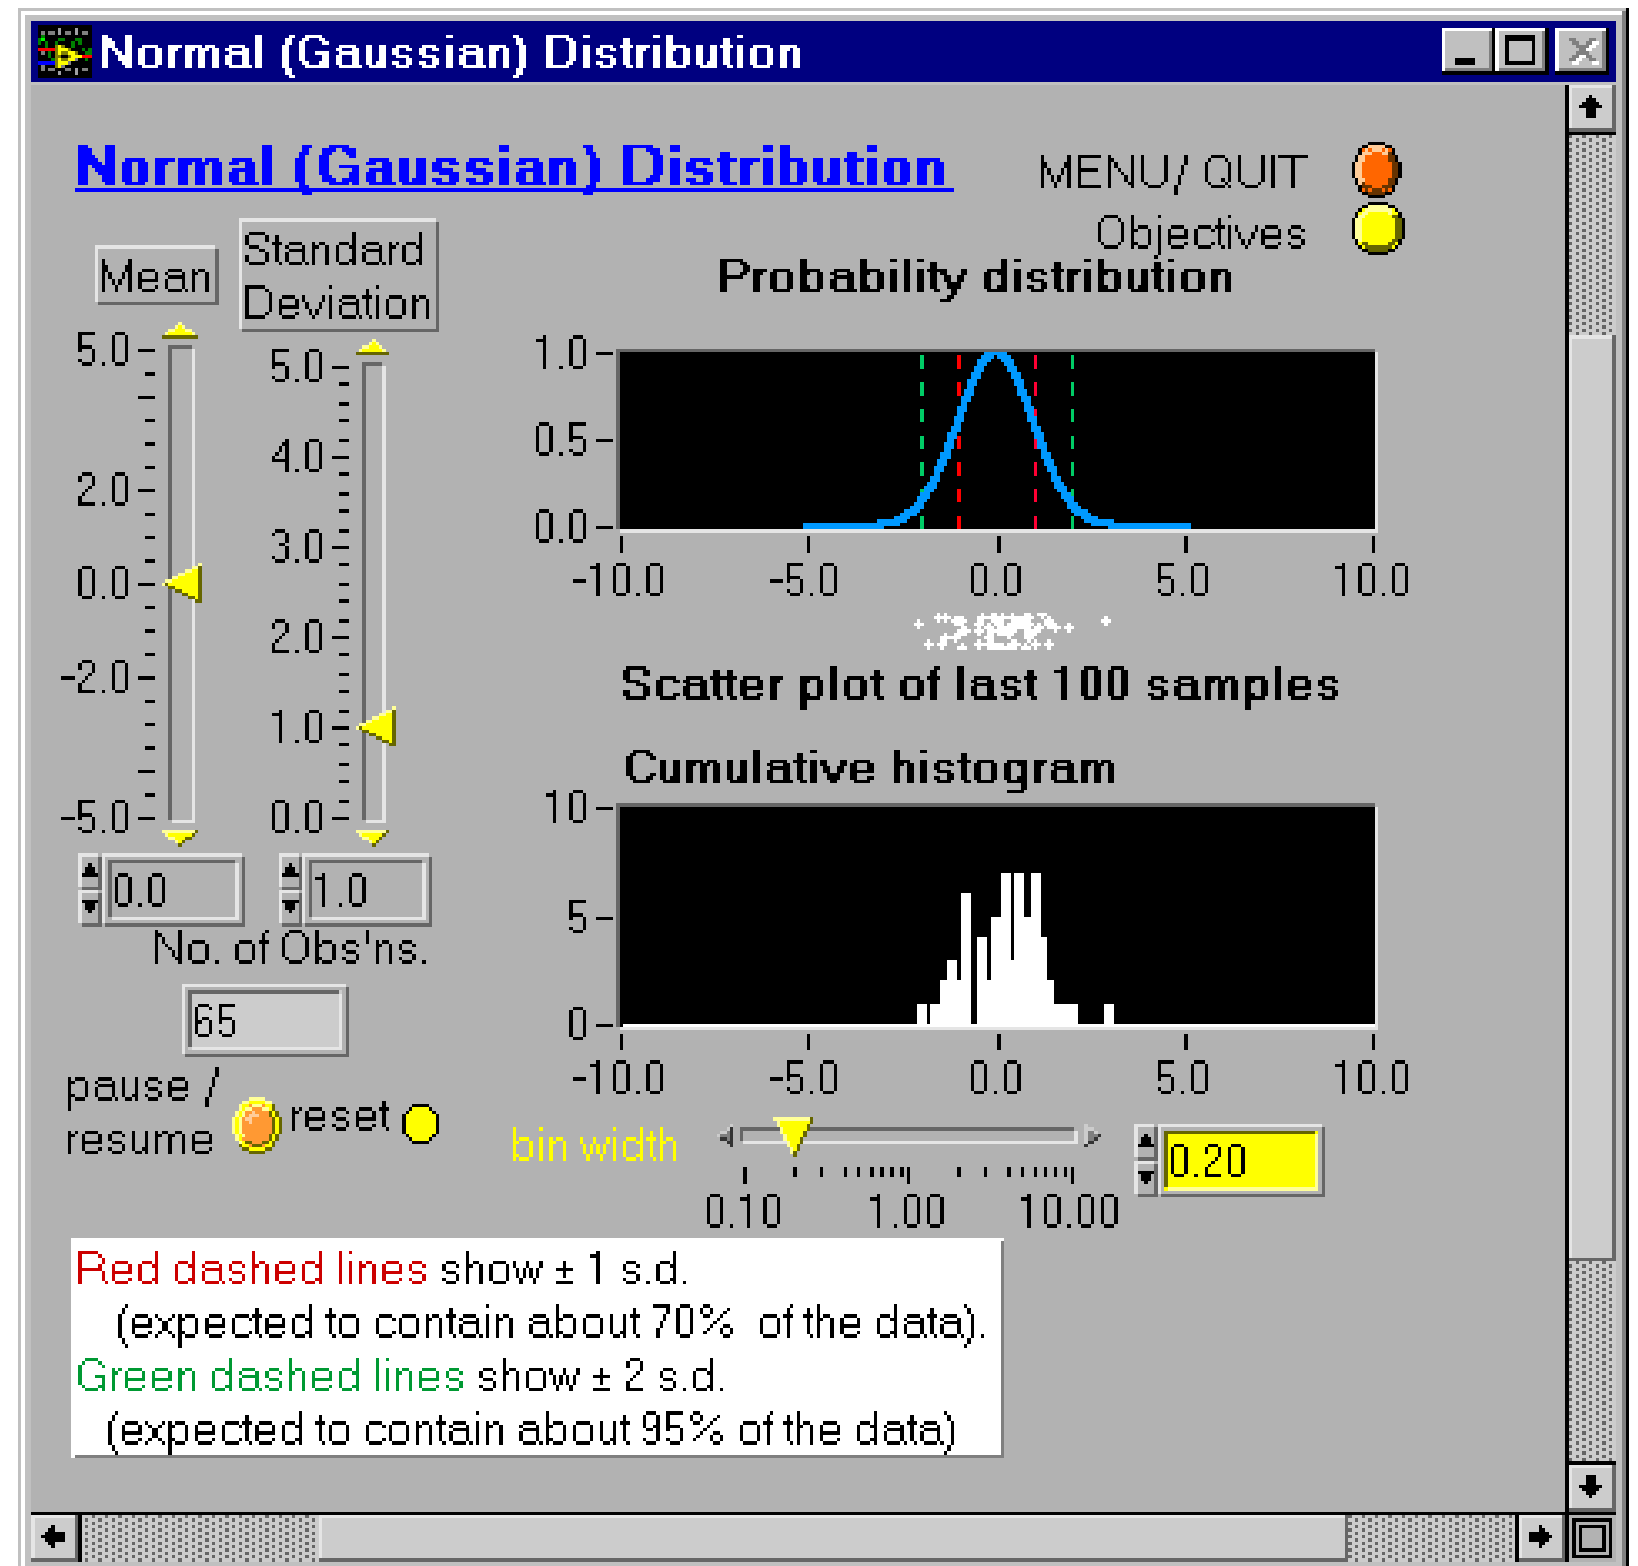 Normal (Gaussian) Distribution
Normal (Gaussian) Distribution
MENU/ QUIT
Objectives
Mean
Standard
Deviation
5.0
2.0
0.0
-2.0
-5.0
5.0
4.0
3.0
2.0
1.0
0.0
0.0
1.0
No. of Obs'ns.
65
pause /
resume
reset
Probability distribution
1.0
0.5
0.0
-10.0 -5.0 0.0 5.0 10.0
Scatter plot of last 100 samples
Cumulative histogram
10
5
0
-10.0 -5.0 0.0 5.0 10.0
bin width
0.10 1.00 10.00
0.20
Red dashed lines show ± 1 s.d.
(expected to contain about 70% of the data).
Green dashed lines show ± 2 s.d.
(expected to contain about 95% of the data)